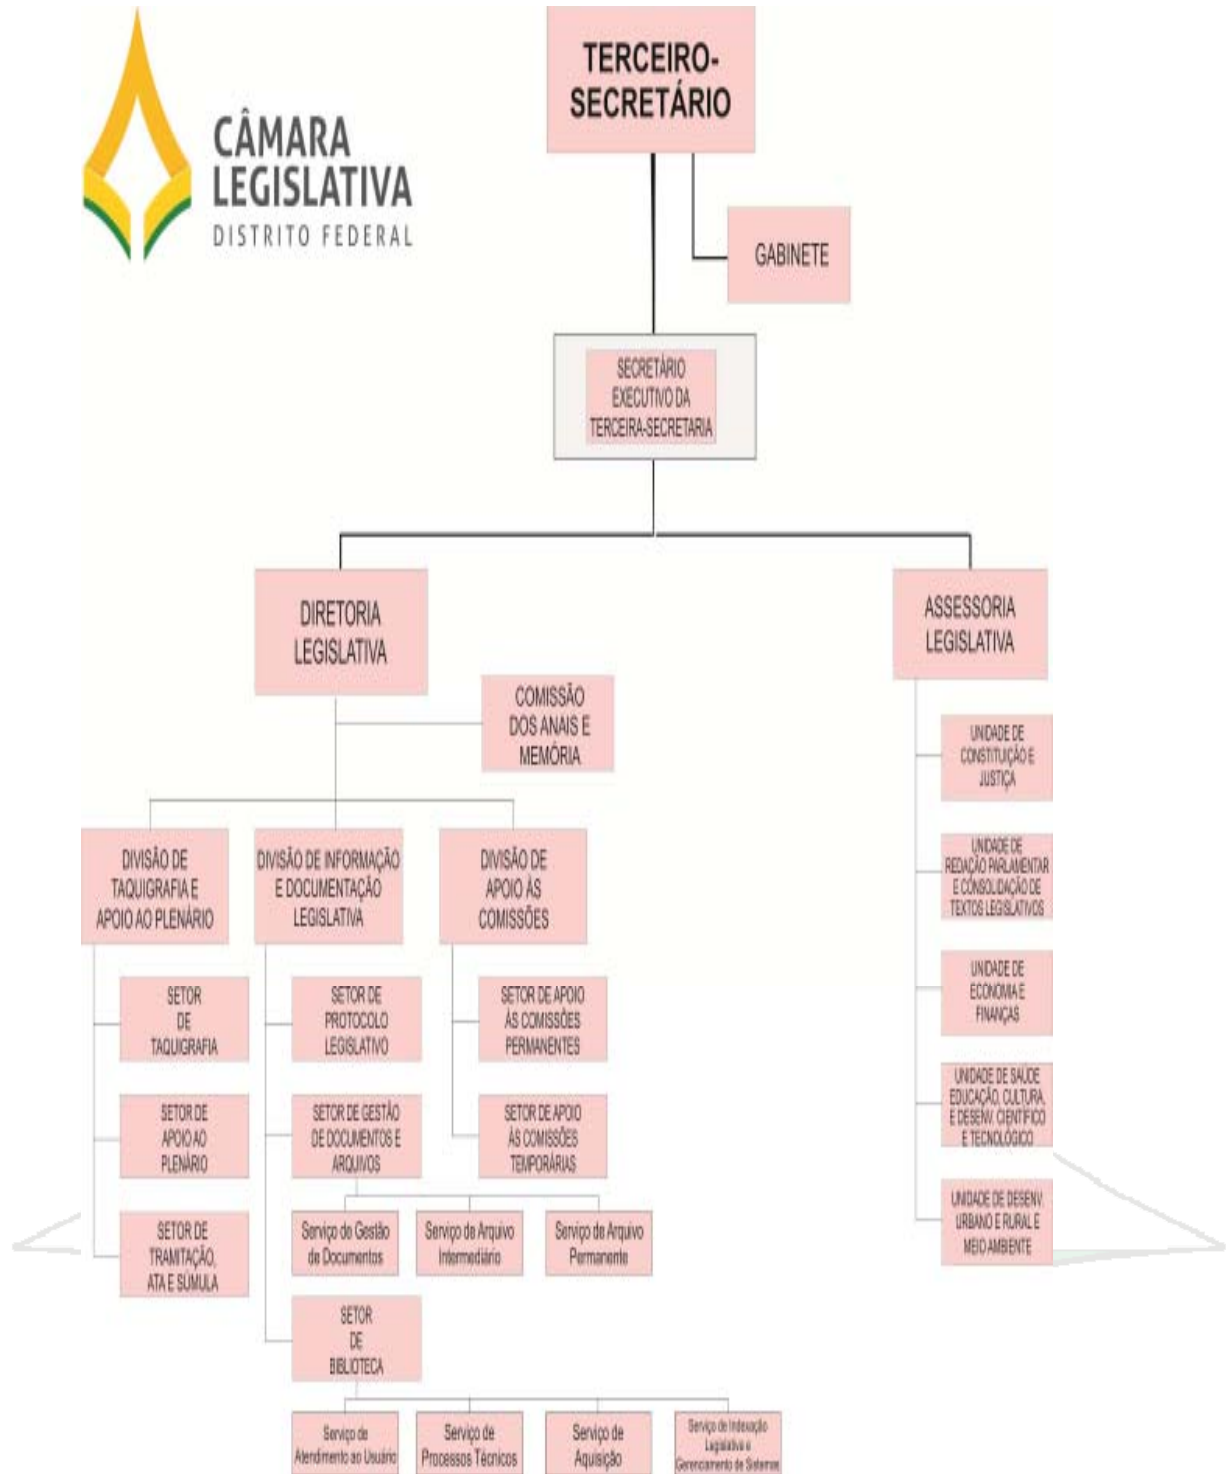 CÂMARA
LEGISLATIVA
DISTRITO FEDERAL
TERCEIRO-
SECRETÁRIO
GABINETE
SECRETÁRIO
EXECUTIVO DA
TERCEIRA-SECRETARIA
DIRETORIA
LEGISLATIVA
ASSESSORIA
LEGISLATIVA
COMISSÃO
DOS ANAIS E
MEMÓRIA
DIVISÃO DE
TAQUIGRAFIA E
APOIO AO PLENÁRIO
DIVISÃO DE INFORMAÇÃO
E DOCUMENTAÇÃO
LEGISLATIVA
DIVISÃO DE
APOIO ÀS
COMISSÕES
SETOR
DE
TAQUIGRAFIA
SETOR DE
APOIO AO
PLENÁRIO
SETOR DE
TRAMITAÇÃO,
ATA E SÚMULA
SETOR DE
PROTOCOLO
LEGISLATIVO
SETOR DE GESTÃO
DE DOCUMENTOS E
ARQUIVOS
Serviço de Gestão
de Documentos
Serviço de Arquivo
Intermediário
Serviço de Arquivo
Permanente
SETOR
DE
BIBLIOTECA
Serviço de
Atendimento ao Usuário
Serviço de
Processos Técnicos
Serviço de
Aquisição
Serviço de Indexação
Legislativa e
Gerenciamento de Sistemas
SETOR DE APOIO
ÀS COMISSÕES
PERMANENTES
SETOR DE APOIO
ÀS COMISSÕES
TEMPORÁRIAS
UNIDADE DE
CONSTITUIÇÃO E
JUSTIÇA
UNIDADE DE
REDAÇÃO PARLAMENTAR
E CONSOLIDAÇÃO DE
TEXTOS LEGISLATIVOS
UNIDADE DE
ECONOMIA E
FINANÇAS
UNIDADE DE SAÚDE
EDUCAÇÃO, CULTURA,
E DESENV. CIENTÍFICO
E TECNOLÓGICO
UNIDADE DE DESENV.
URBANO E RURAL E
MEIO AMBIENTE